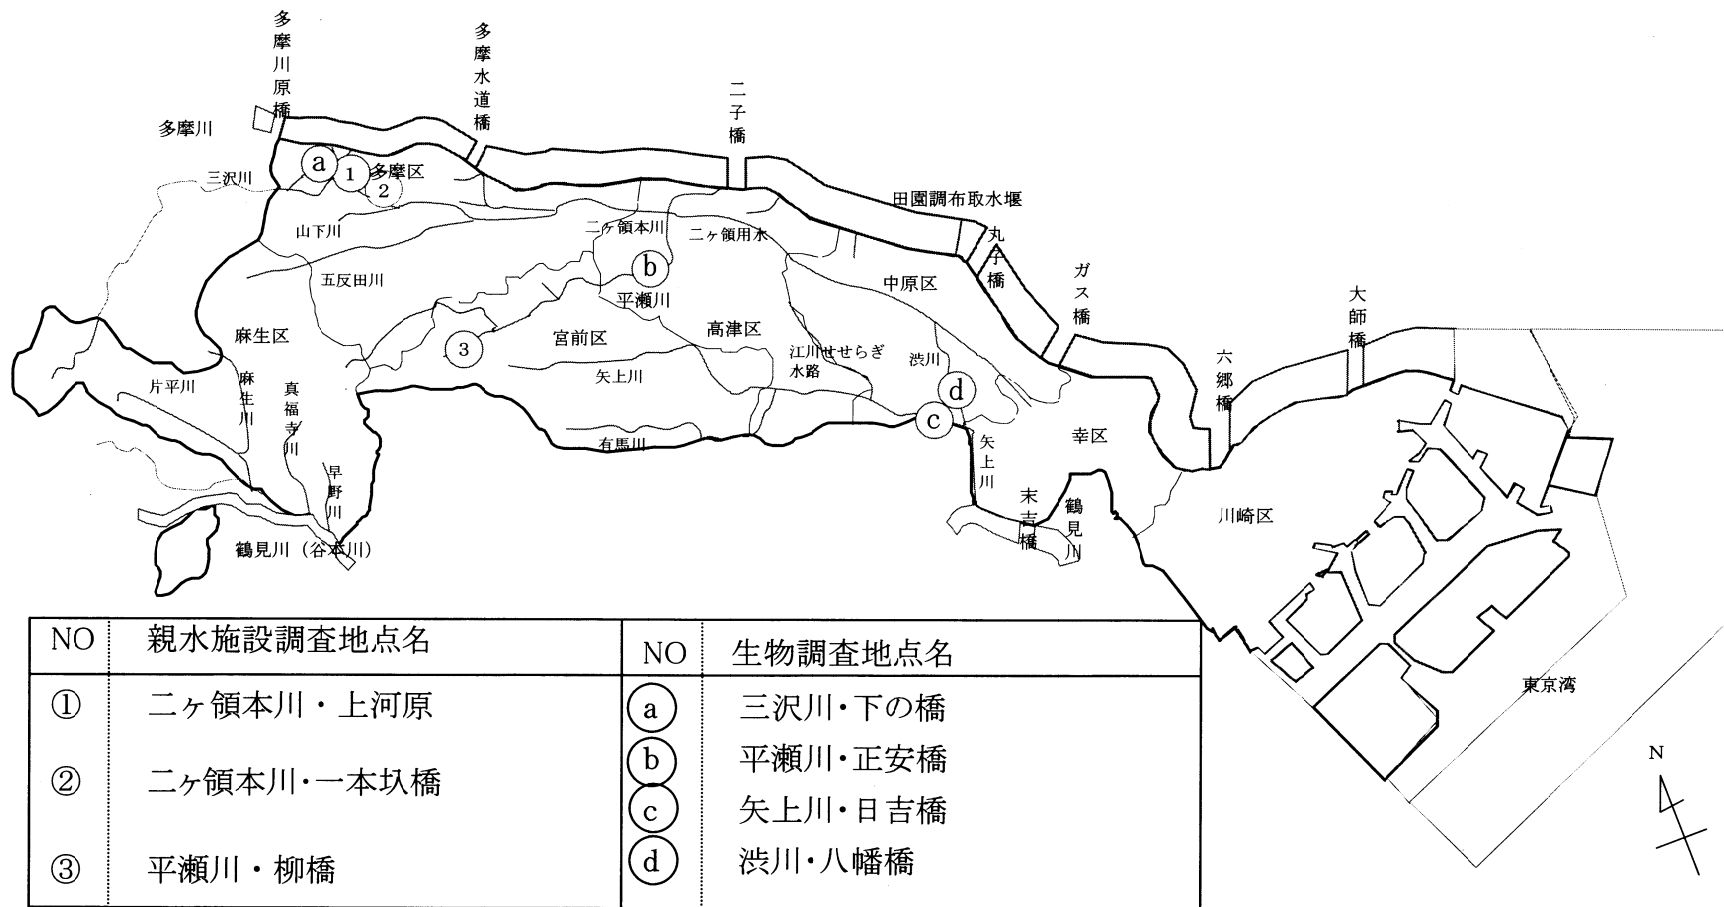 多摩川原橋
多摩水道橋
二子橋
多摩川
田園調布取水堰
丸子橋
ガス橋
大師橋
六郷橋
三沢川
a
1
2
多摩区
山下川
二ヶ領本川
二ヶ領用水
五反田川
b
平瀬川
中原区
麻生区
3
宮前区
高津区
江川せせらぎ
水路
渋川
d
c
片平川
麻生川
真福寺川
矢上川
有馬川
矢上川
幸区
早野川
末吉橋
鶴見川
川崎区
鶴見川（谷本川）
東京湾
N
NO 親水施設調査地点名
① 二ヶ領本川・上河原
② 二ヶ領本川・一本圦橋
③ 平瀬川・柳橋
NO 生物調査地点名
a 三沢川・下の橋
b 平瀬川・正安橋
c 矢上川・日吉橋
d 渋川・八幡橋